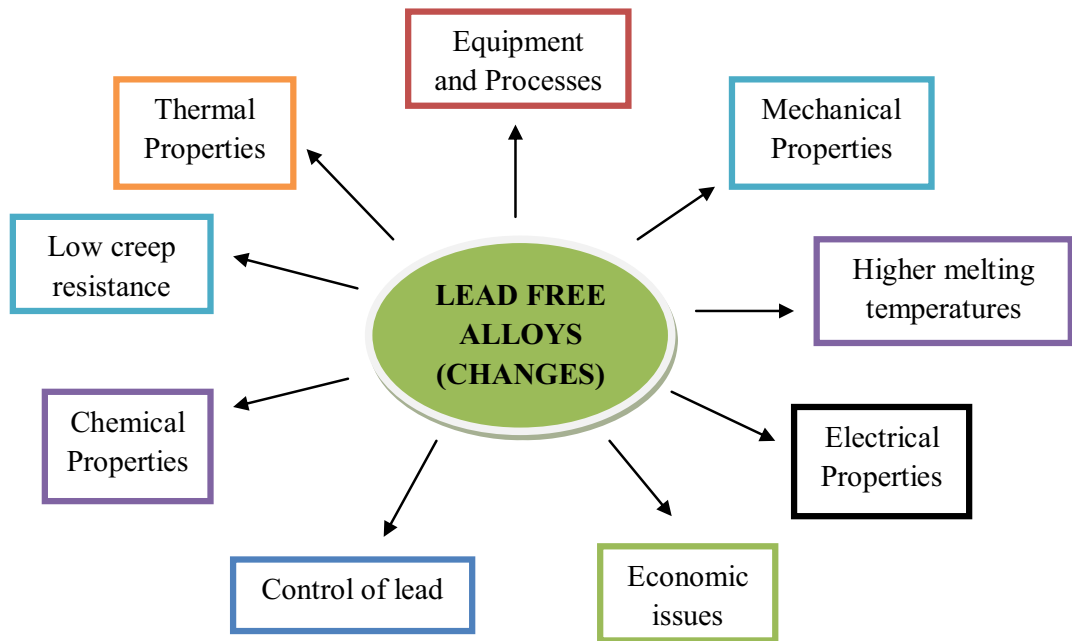 Equipment
and Processes
Thermal
Properties
Mechanical
Properties
Low creep
resistance
Higher melting
temperatures
LEAD FREE
ALLOYS
(CHANGES)
Chemical
Properties
Electrical
Properties
Control of lead
Economic
issues